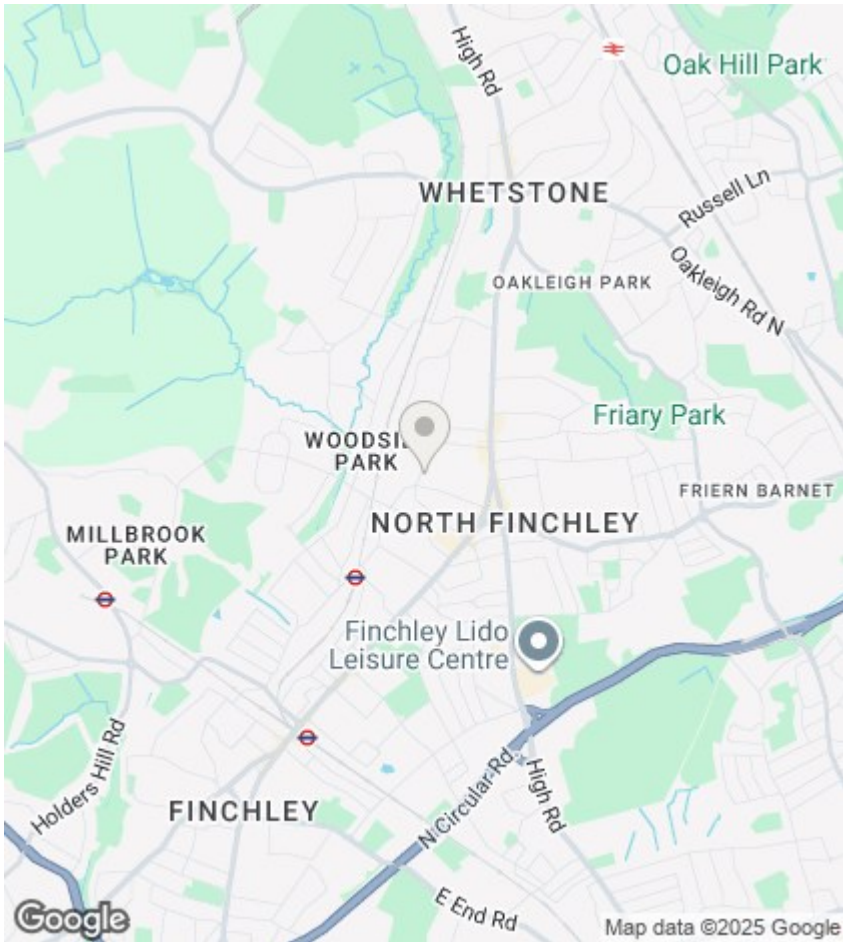 High Rd
Oak Hill Park
WHETSTONE
Russell Ln
OAKLEIGH PARK
Oakleigh Rd N
Friary Park
WOODSI
PARK
FRIERN BARNET
NORTH FINCHLEY
MILLBROOK
PARK
Finchley Lido
Leisure Centre
Holders Hill Rd
N Circular Rd
High Rd
FINCHLEY
E End Rd
Google
Map data ©2025 Google